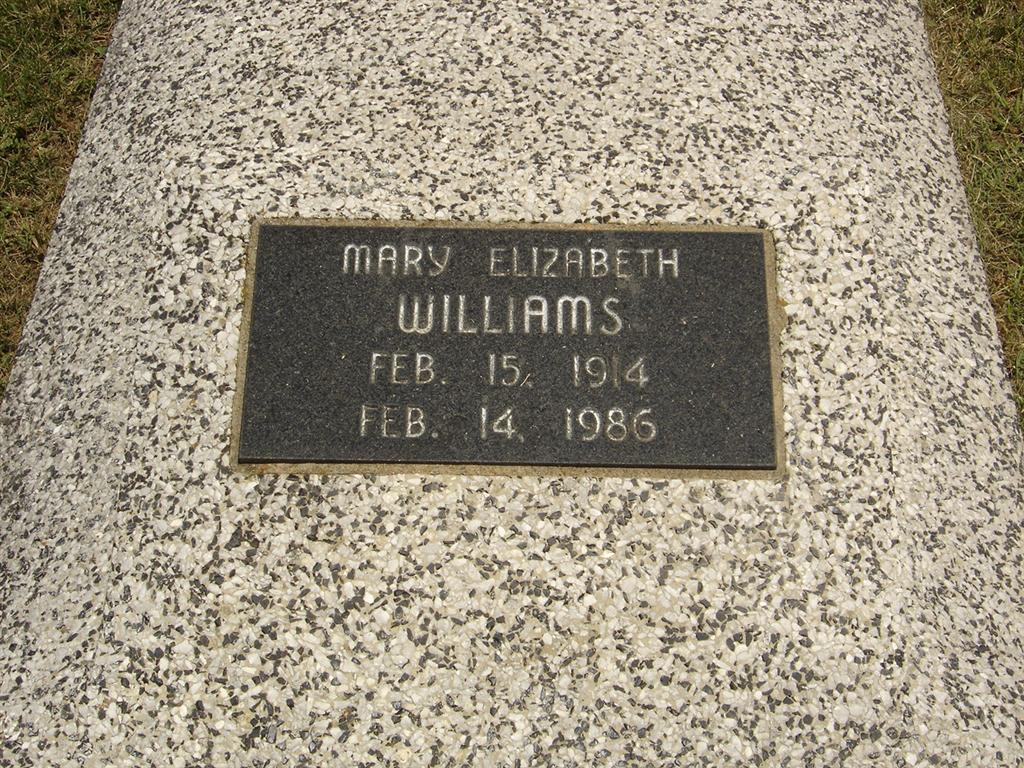 MARY ELIZABETH
WILLIAMS
FEB. 15, 1914
FEB. 14, 1986